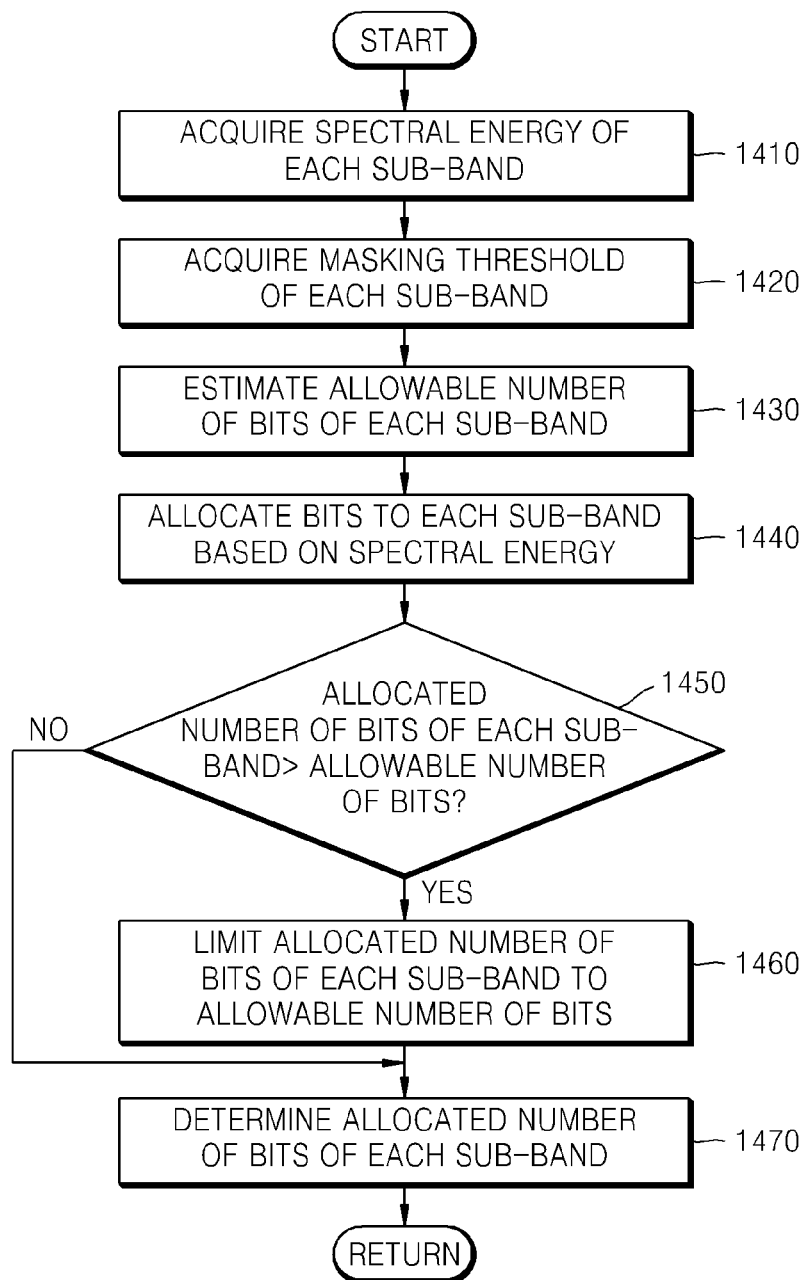 START
ACQUIRE SPECTRAL ENERGY OF
EACH SUB-BAND
1410
ACQUIRE MASKING THRESHOLD
OF EACH SUB-BAND
1420
ESTIMATE ALLOWABLE NUMBER
OF BITS OF EACH SUB-BAND
1430
ALLOCATE BITS TO EACH SUB-BAND
BASED ON SPECTRAL ENERGY
1440
1450
ALLOCATED
NUMBER OF BITS OF EACH SUB-
BAND> ALLOWABLE NUMBER
OF BITS?
NO
YES
LIMIT ALLOCATED NUMBER OF
BITS OF EACH SUB-BAND TO
ALLOWABLE NUMBER OF BITS
1460
DETERMINE ALLOCATED NUMBER
OF BITS OF EACH SUB-BAND
1470
RETURN